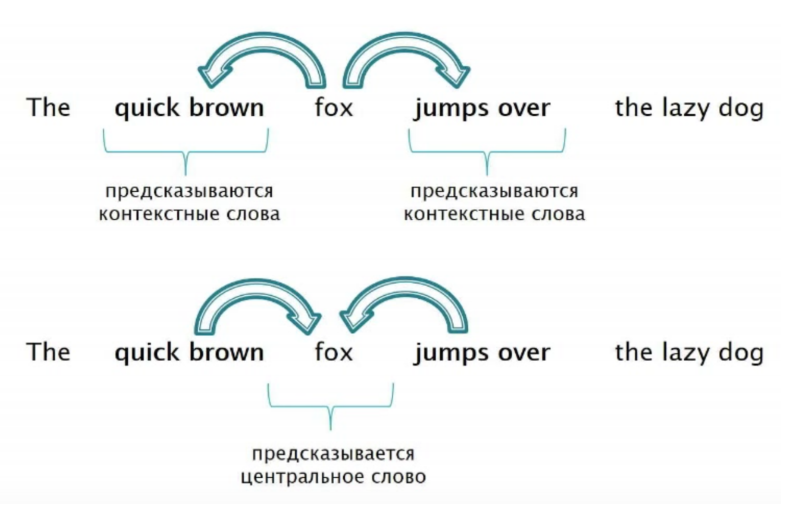 The quick brown fox jumps over the lazy dog
предсказываются предсказываются
контекстные слова контекстные слова
The quick brown fox jumps over the lazy dog
предсказывается
центральное слово